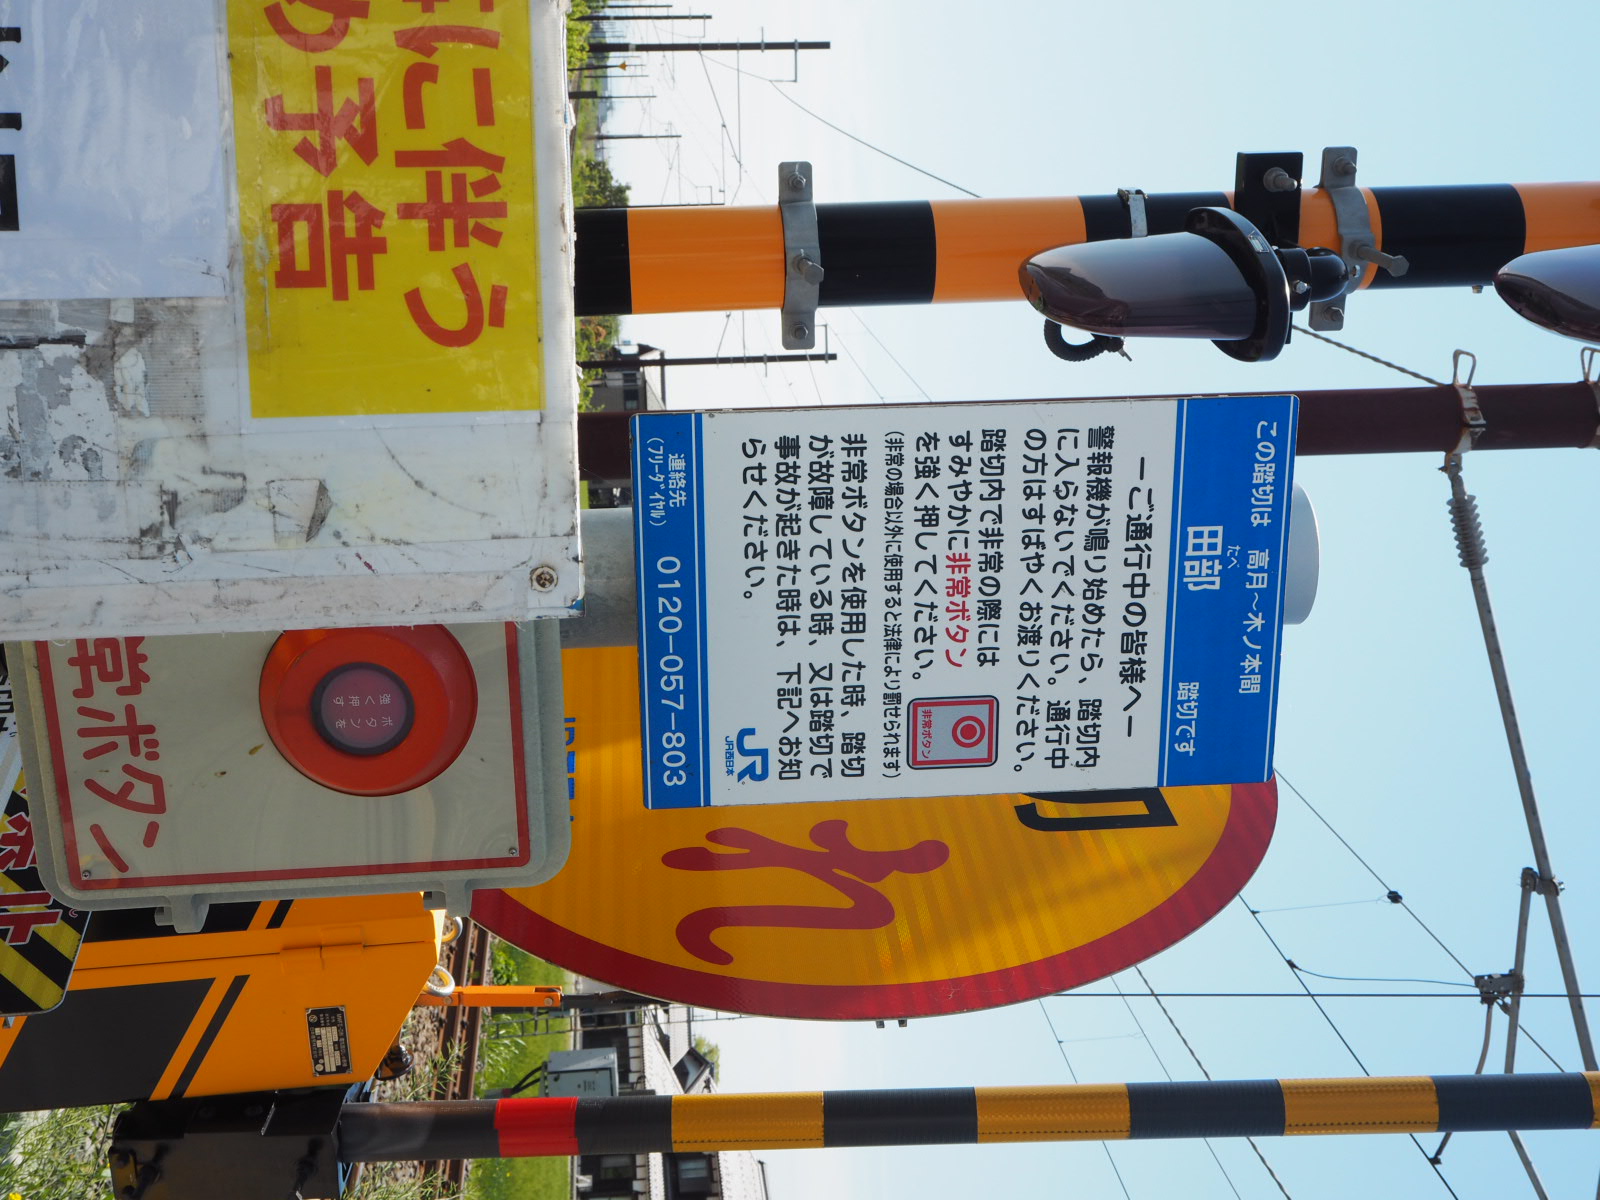 この踏切は 高月～木ノ本間
たべ
田部 踏切です
ーご通行中の皆様へー
警報機が鳴り始めたら、踏切内
に入らないでください。通行中
の方はすばやくお渡りください。
踏切内で非常の際には
すみやかに非常ボタン
を強く押してください。
(非常の場合以外に使用すると法律により罰せられます)
非常ボタン
非常ボタンを使用した時、踏切
が故障している時、又は踏切で
事故が起きた時は、下記へお知
らせください。
JR
JR西日本
連絡先
(フリーダイヤル)
0120-057-803
に伴う
予告
切
れ
ボタンを
強く押す
常ボタン